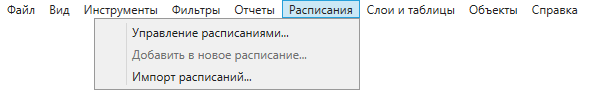 Файл Вид Инструменты Фильтры Отчеты Расписания Слои и таблицы Объекты Справка
Управление расписаниями...
Добавить в новое расписание...
Импорт расписаний...